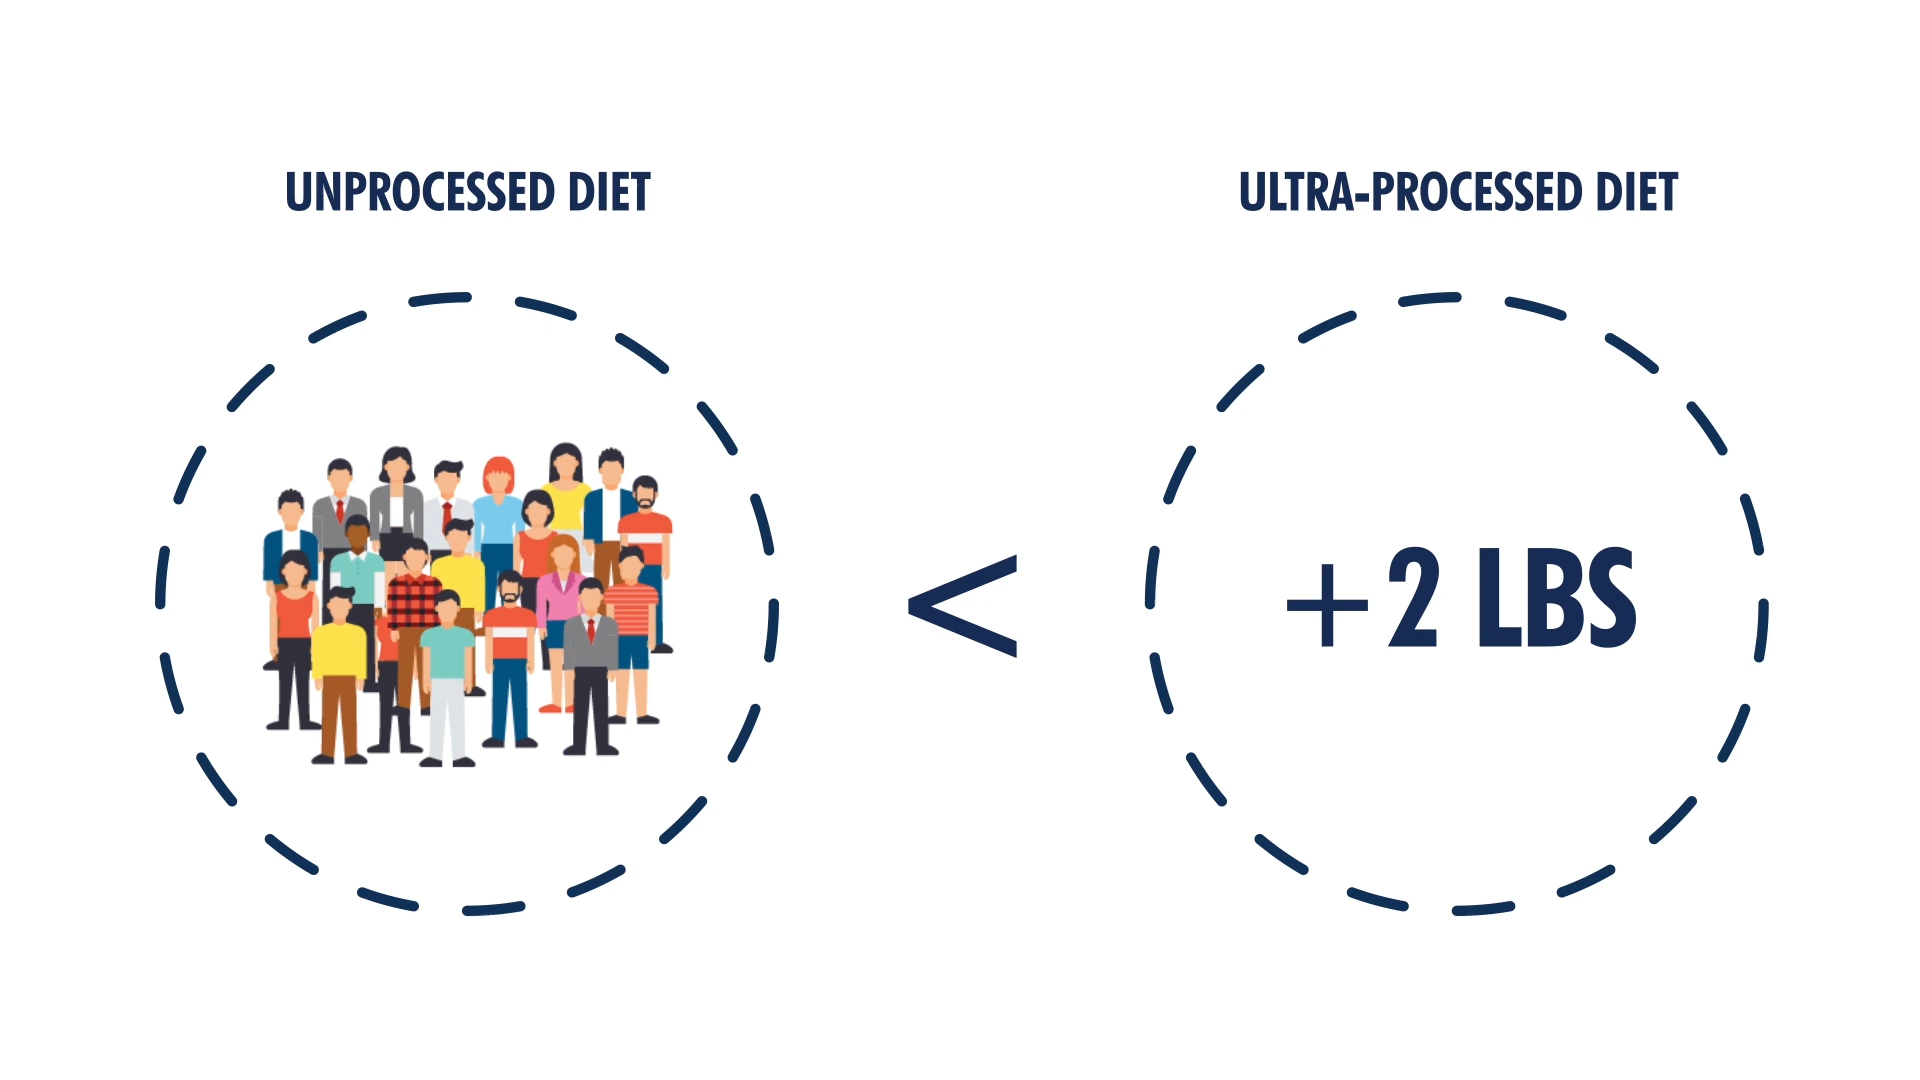 UNPROCESSED DIET
ULTRA-PROCESSED DIET
<
+2 LBS